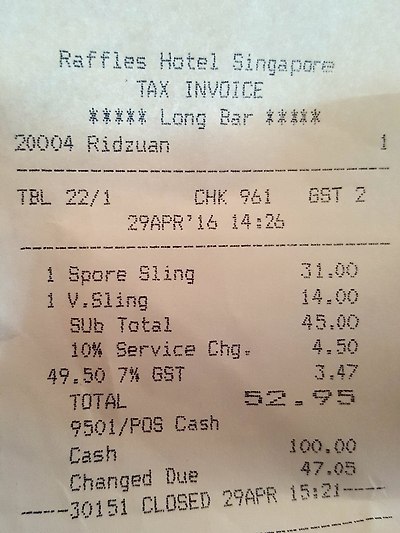 Raffles Hotel Singapore
TAX INVOICE
***** Long Bar *****
20004 Ridzuan 1
TBL 22/1 CHK 961 GST 2
29APR'16 14:26
1 Spore Sling 31.00
1 V.Sling 14.00
SUb Total 45.00
10% Service Chg. 4.50
49.50 7% GST 3.47
TOTAL 52.95
9501/POS Cash
Cash 100.00
Changed Due 47.05
-----30151 CLOSED 29APR 15:21-----